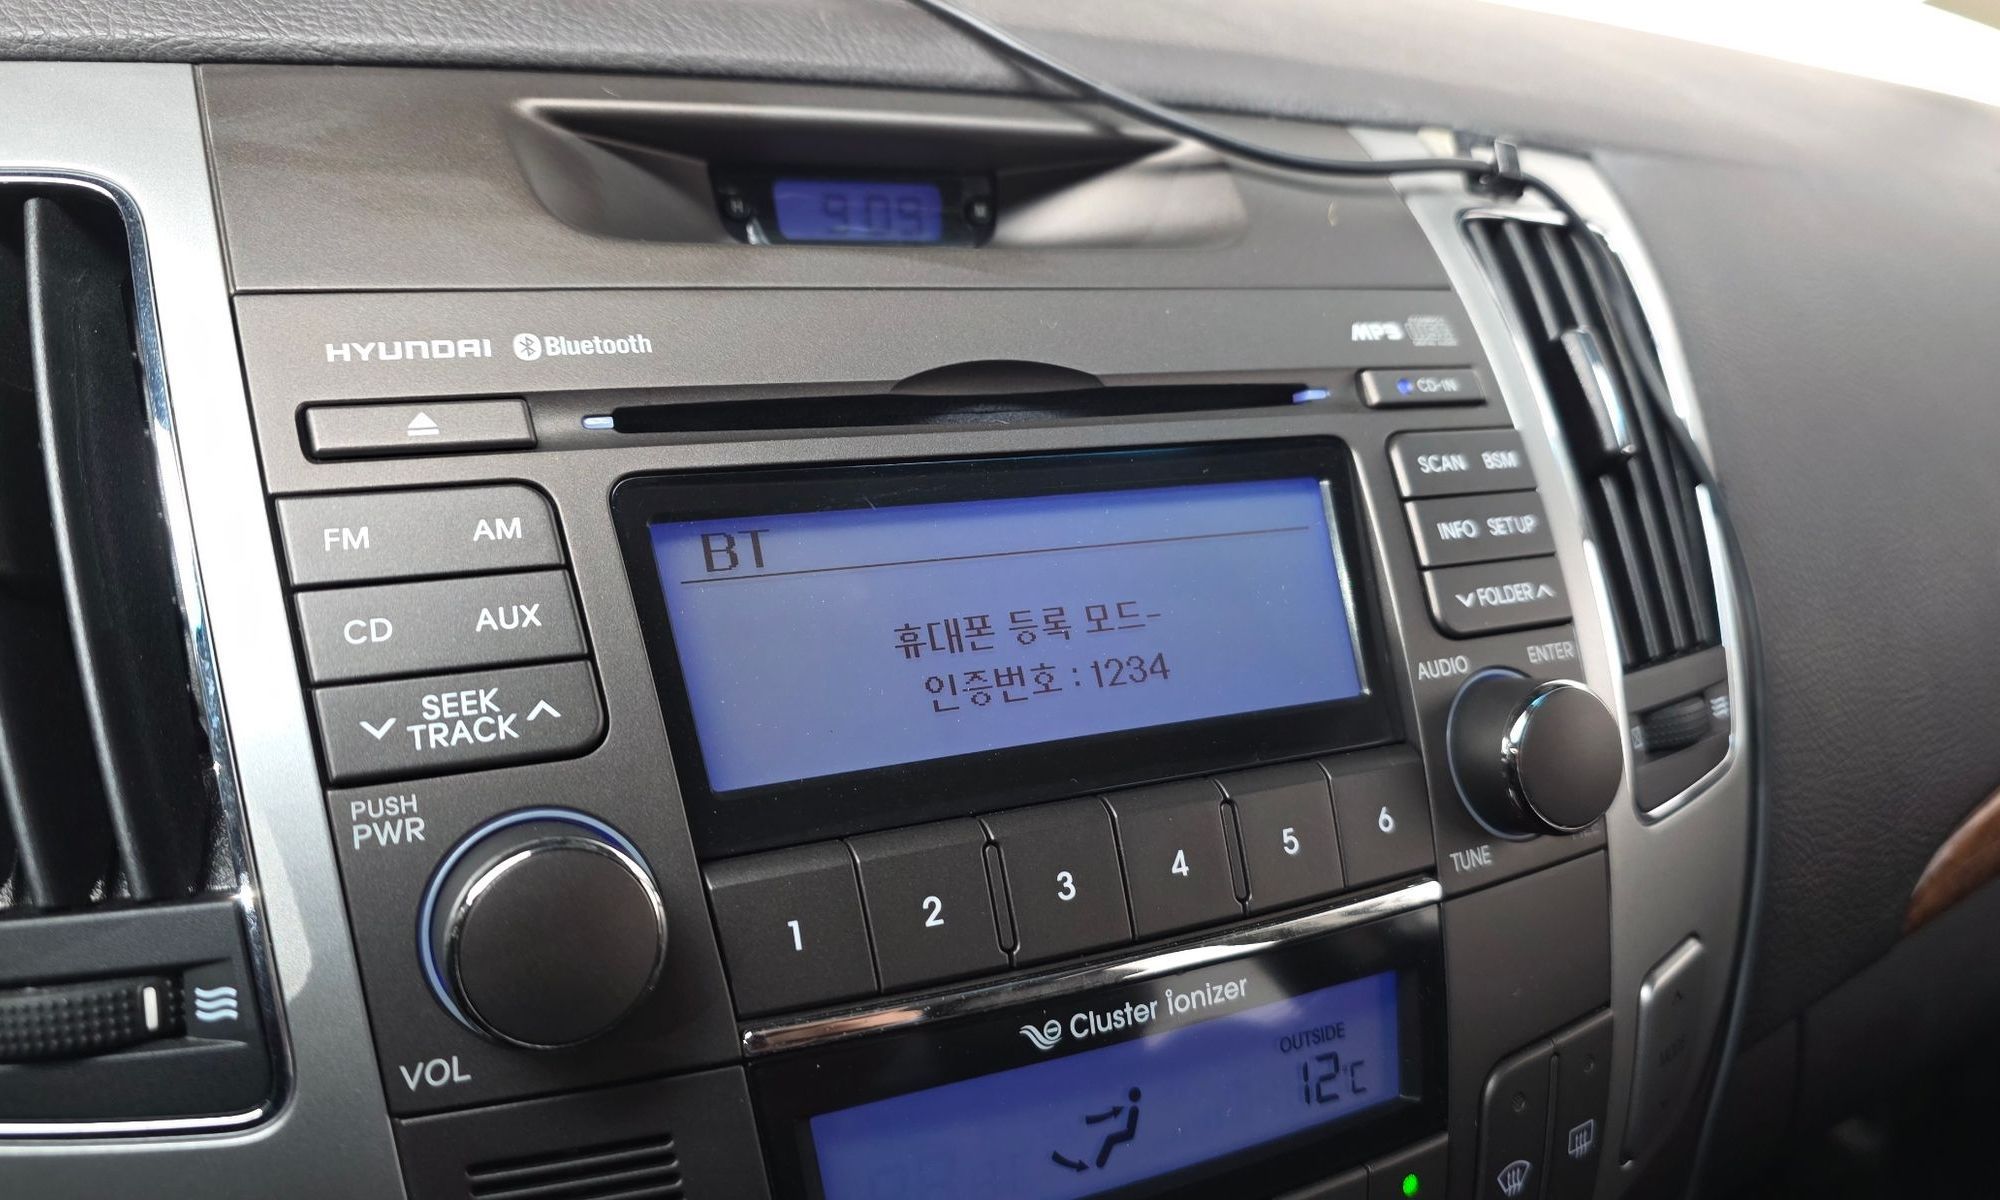 H
9:09
M
HYUNDAI Bluetooth
MP3
CD-IN
FM AM
CD AUX
SEEK
TRACK
PUSH
PWR
VOL
BT
휴대폰 등록 모드-
인증번호 : 1234
SCAN BSM
INFO SETUP
FOLDER
AUDIO ENTER
TUNE
1 2 3 4 5 6
Cluster ionizer
OUTSIDE
12°C